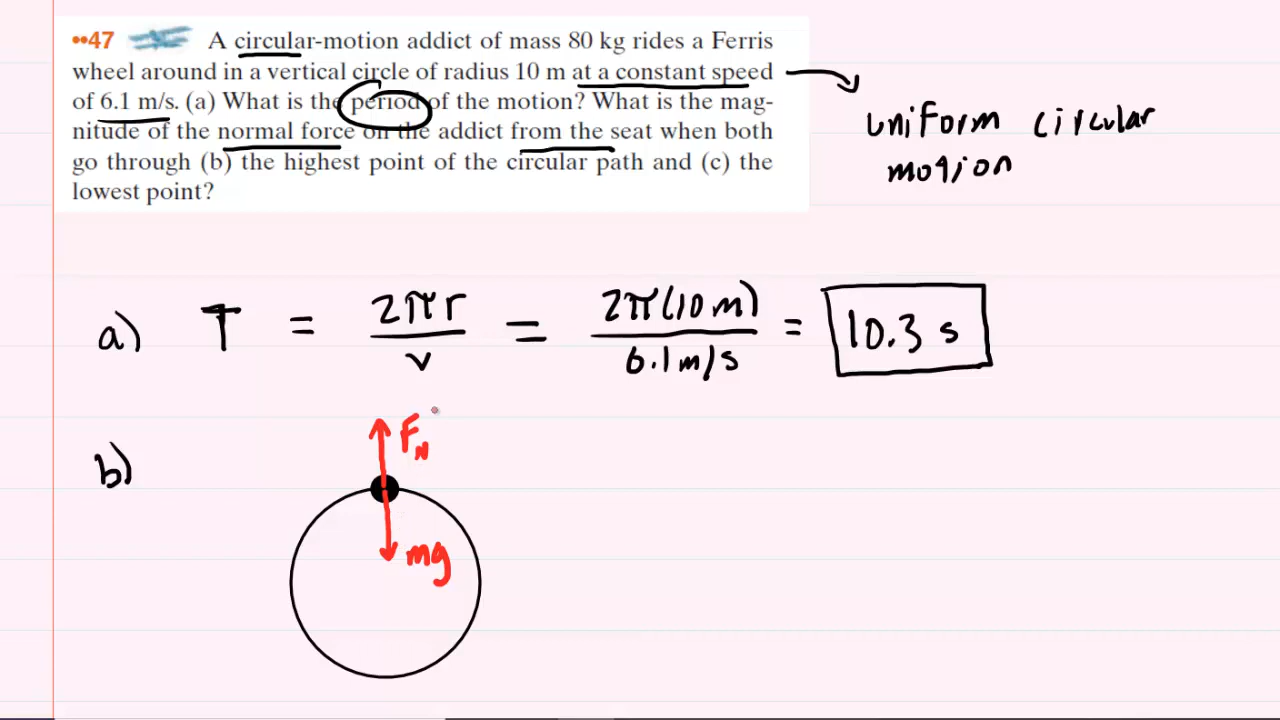 ••47 A circular-motion addict of mass 80 kg rides a Ferris
wheel around in a vertical circle of radius 10 m at a constant speed
of 6.1 m/s. (a) What is the period of the motion? What is the mag-
nitude of the normal force on the addict from the seat when both
go through (b) the highest point of the circular path and (c) the
lowest point?
uniform circular
motion
a) T = 2πr / v = 2π(10 m) / 6.1 m/s = 10.3 s
b)
F_N
mg